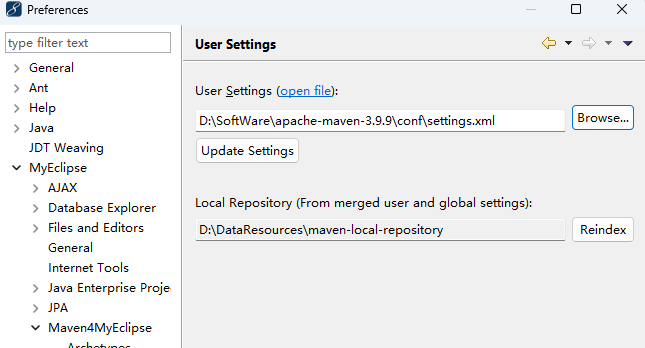 Preferences
type filter text
General
Ant
Help
Java
JDT Weaving
MyEclipse
AJAX
Database Explorer
Files and Editors
General
Internet Tools
Java Enterprise Proje
JPA
Maven4MyEclipse
User Settings
User Settings (open file):
D:\SoftWare\apache-maven-3.9.9\conf\settings.xml
Browse...
Update Settings
Local Repository (From merged user and global settings):
D:\DataResources\maven-local-repository
Reindex